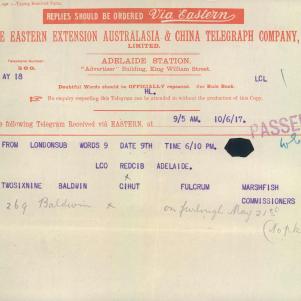 REPLIES SHOULD BE ORDERED Via Eastern
E EASTERN EXTENSION AUSTRALASIA & CHINA TELEGRAPH COMPANY,
LIMITED.
Telephone Number
200.
ADELAIDE STATION.
"Advertiser" Building, King William Street.
AY 18
LCL
Doubtful Words should be OFFICIALLY repeated. See Rule Book.
HL.
No enquiry respecting this Telegram can be attended to without the production of this Copy.
e following Telegram Received via EASTERN, at 9/5 AM. 10/6/17.
PASSE
FROM LONDONSUB WORDS 9 DATE 9TH TIME 6/10 PM.
LCO REDCIB ADELAIDE.
TWOSIXNINE BALDWIN CIHUT FULCRUM MARSHFISH
COMMISSIONERS
269 Baldwin x on furlough May 21st